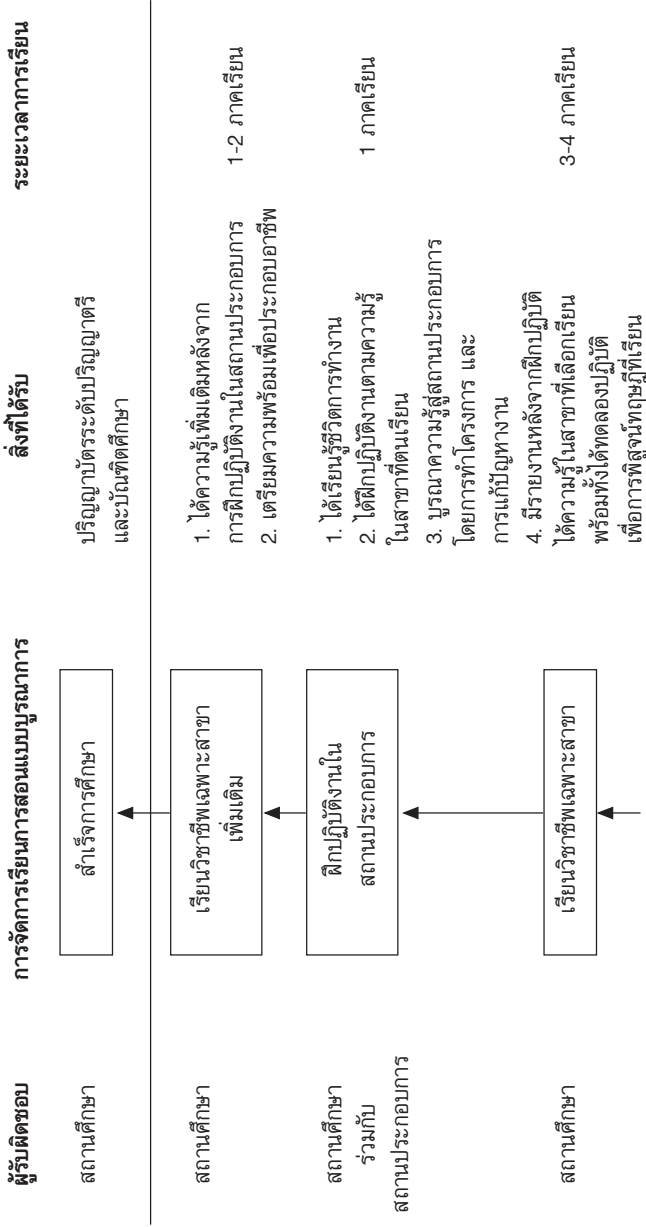 ผู้รับผิดชอบ การจัดการเรียนการสอนแบบบูรณาการ สิ่งที่ได้รับ ระยะเวลาการเรียน
สถานศึกษา
สำเร็จการศึกษา
ปริญญาบัตรระดับปริญญาตรี
และบัณฑิตศึกษา
สถานศึกษา
เรียนวิชาชีพเฉพาะสาขา
เพิ่มเติม
1. ได้ความรู้เพิ่มเติมหลังจาก
การฝึกปฏิบัติงานในสถานประกอบการ
2. เตรียมความพร้อมเพื่อประกอบอาชีพ
1-2 ภาคเรียน
สถานศึกษา
ร่วมกับ
สถานประกอบการ
ฝึกปฏิบัติงานใน
สถานประกอบการ
1. ได้เรียนรู้ชีวิตการทำงาน
2. ได้ฝึกปฏิบัติงานตามความรู้
ในสาขาที่ตนเรียน
3. บูรณาความรู้สู่สถานประกอบการ
โดยการทำโครงการ และ
การแก้ปัญหางาน
4. มีรายงานหลังจากฝึกปฏิบัติ
1 ภาคเรียน
สถานศึกษา
เรียนวิชาชีพเฉพาะสาขา
ได้ความรู้ในสาขาที่เลือกเรียน
พร้อมทั้งได้ทดลองปฏิบัติ
เพื่อการพิสูจน์ทฤษฎีที่เรียน
3-4 ภาคเรียน